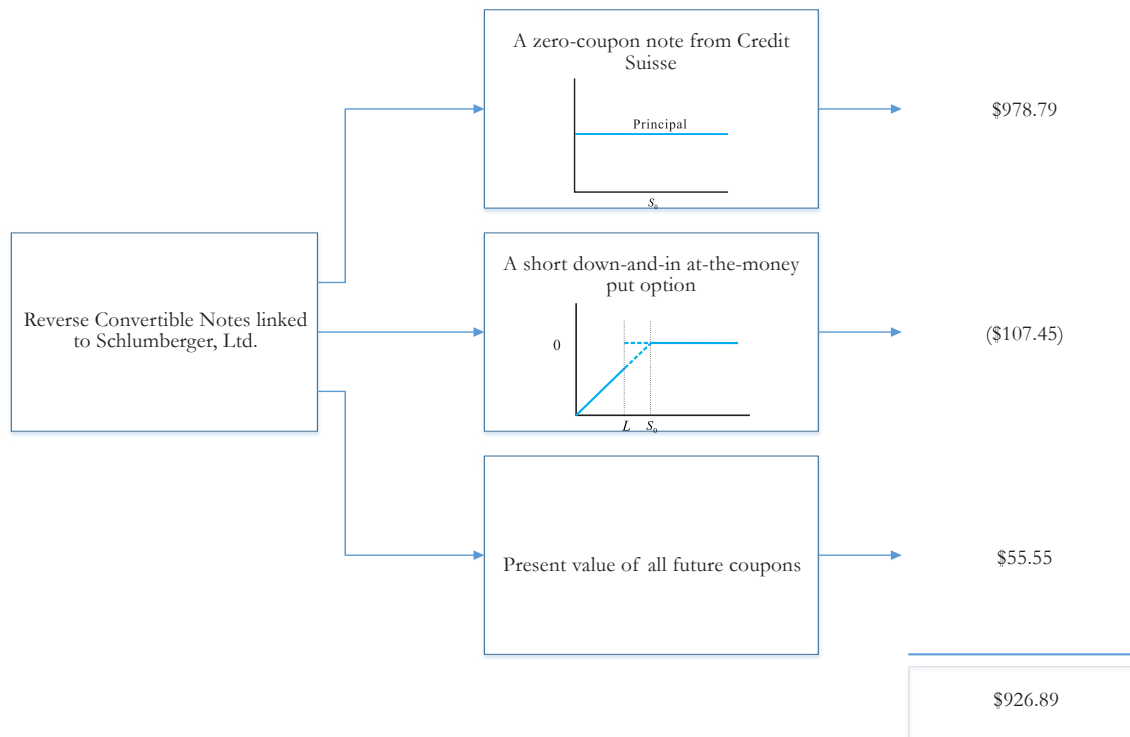 A zero-coupon note from Credit
Suisse
Principal
S₀
$978.79
Reverse Convertible Notes linked
to Schlumberger, Ltd.
A short down-and-in at-the-money
put option
0
L S₀
($107.45)
Present value of all future coupons
$55.55
$926.89